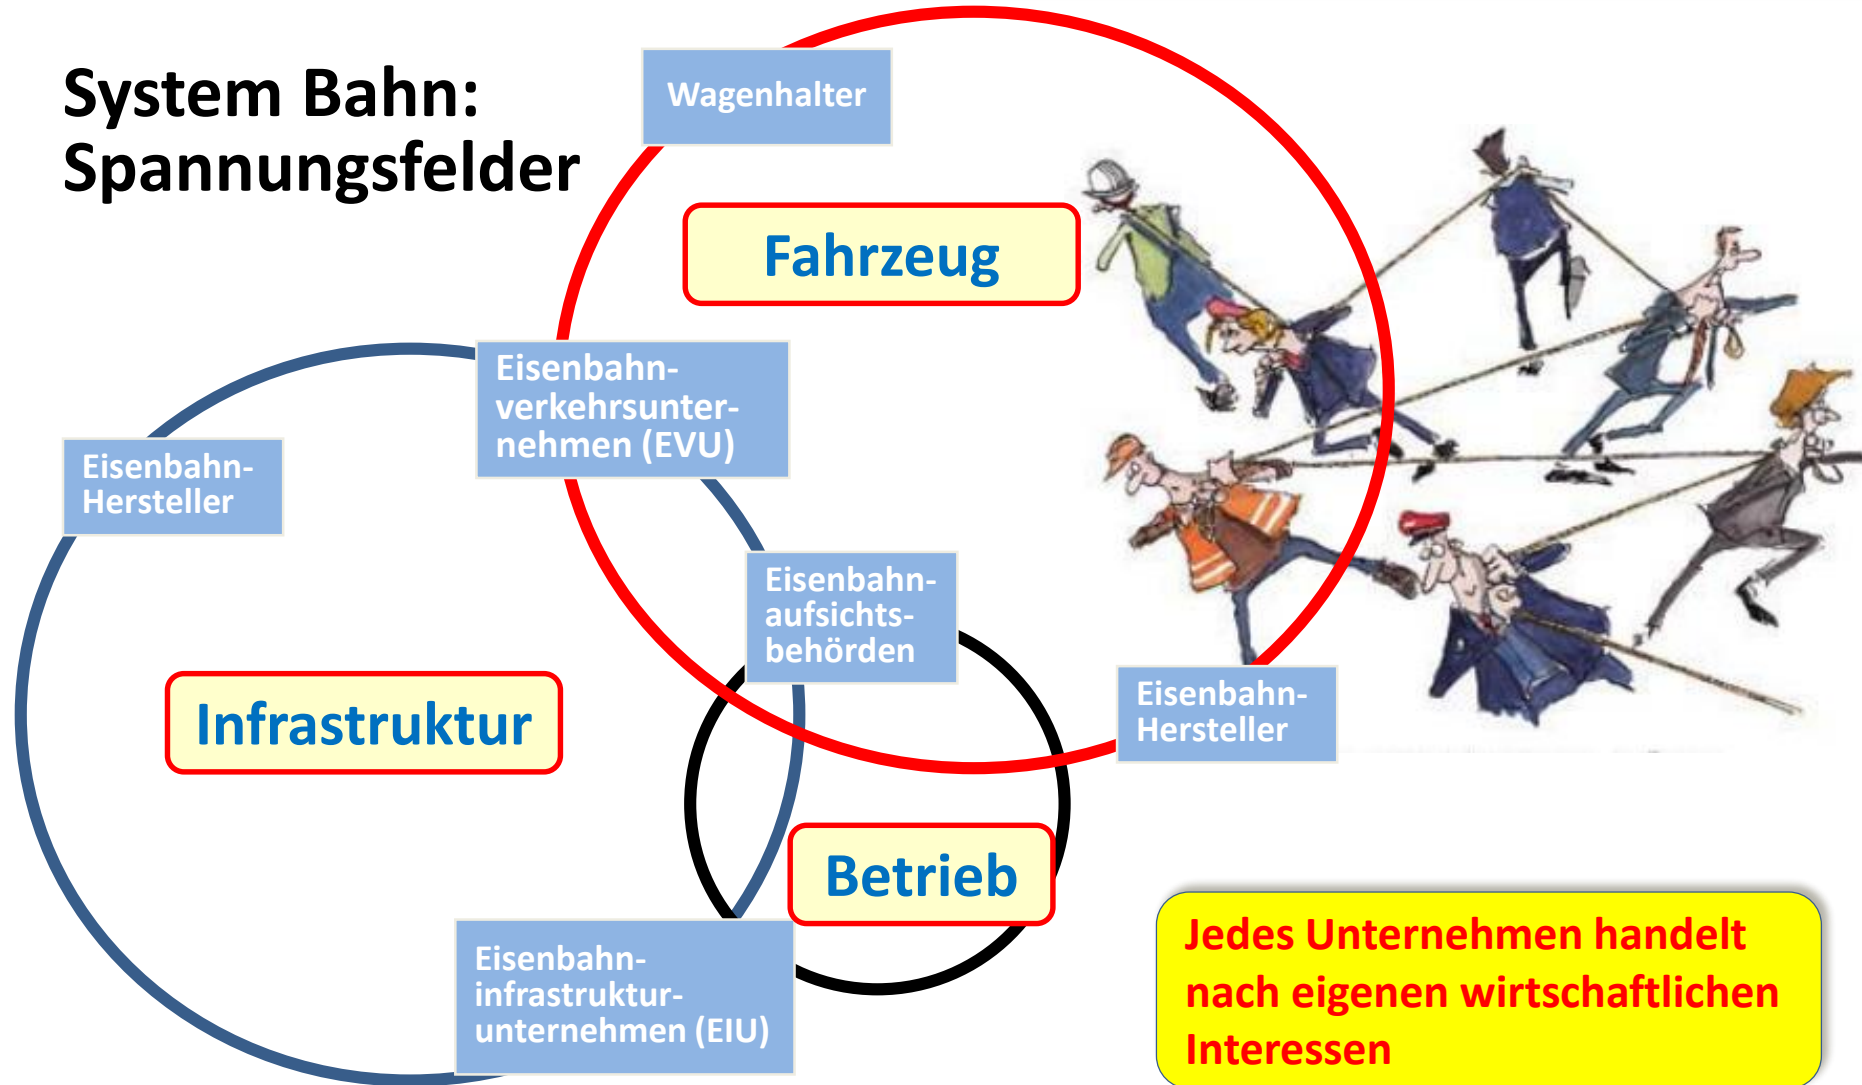 System Bahn:
Spannungsfelder
Wagenhalter
Fahrzeug
Eisenbahn-
verkehrsunter-
nehmen (EVU)
Eisenbahn-
Hersteller
Eisenbahn-
aufsichts-
behörden
Infrastruktur
Eisenbahn-
Hersteller
Betrieb
Eisenbahn-
infrastruktur-
unternehmen (EIU)
Jedes Unternehmen handelt
nach eigenen wirtschaftlichen
Interessen